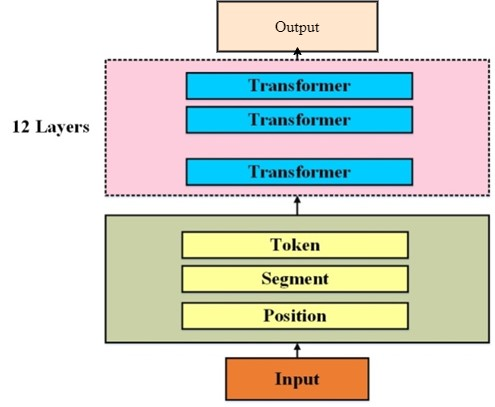 Output
Transformer
Transformer
12 Layers
Transformer
Token
Segment
Position
Input